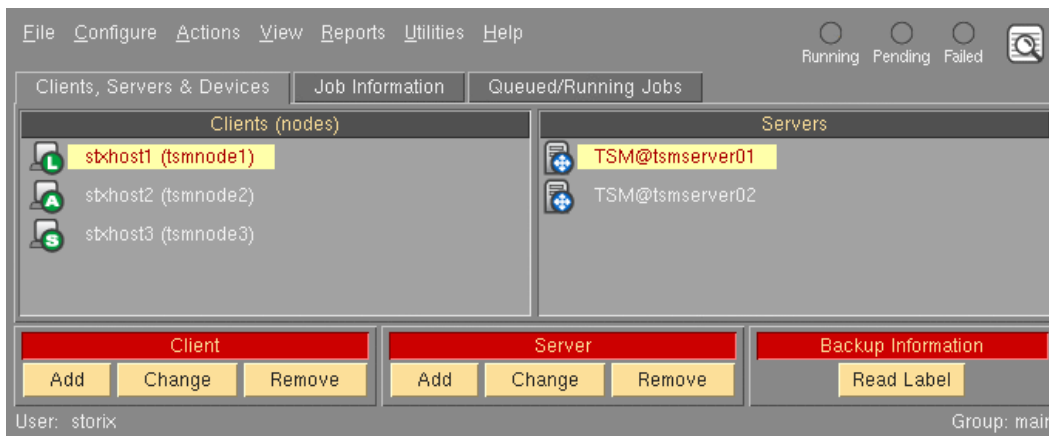 File Configure Actions View Reports Utilities Help
Running Pending Failed
Clients, Servers & Devices Job Information Queued/Running Jobs
Clients (nodes) Servers
L stxhost1 (tsmnode1) TSM@tsmserver01
A stxhost2 (tsmnode2) TSM@tsmserver02
S stxhost3 (tsmnode3)
Client Server Backup Information
Add Change Remove Add Change Remove Read Label
User: storix Group: main